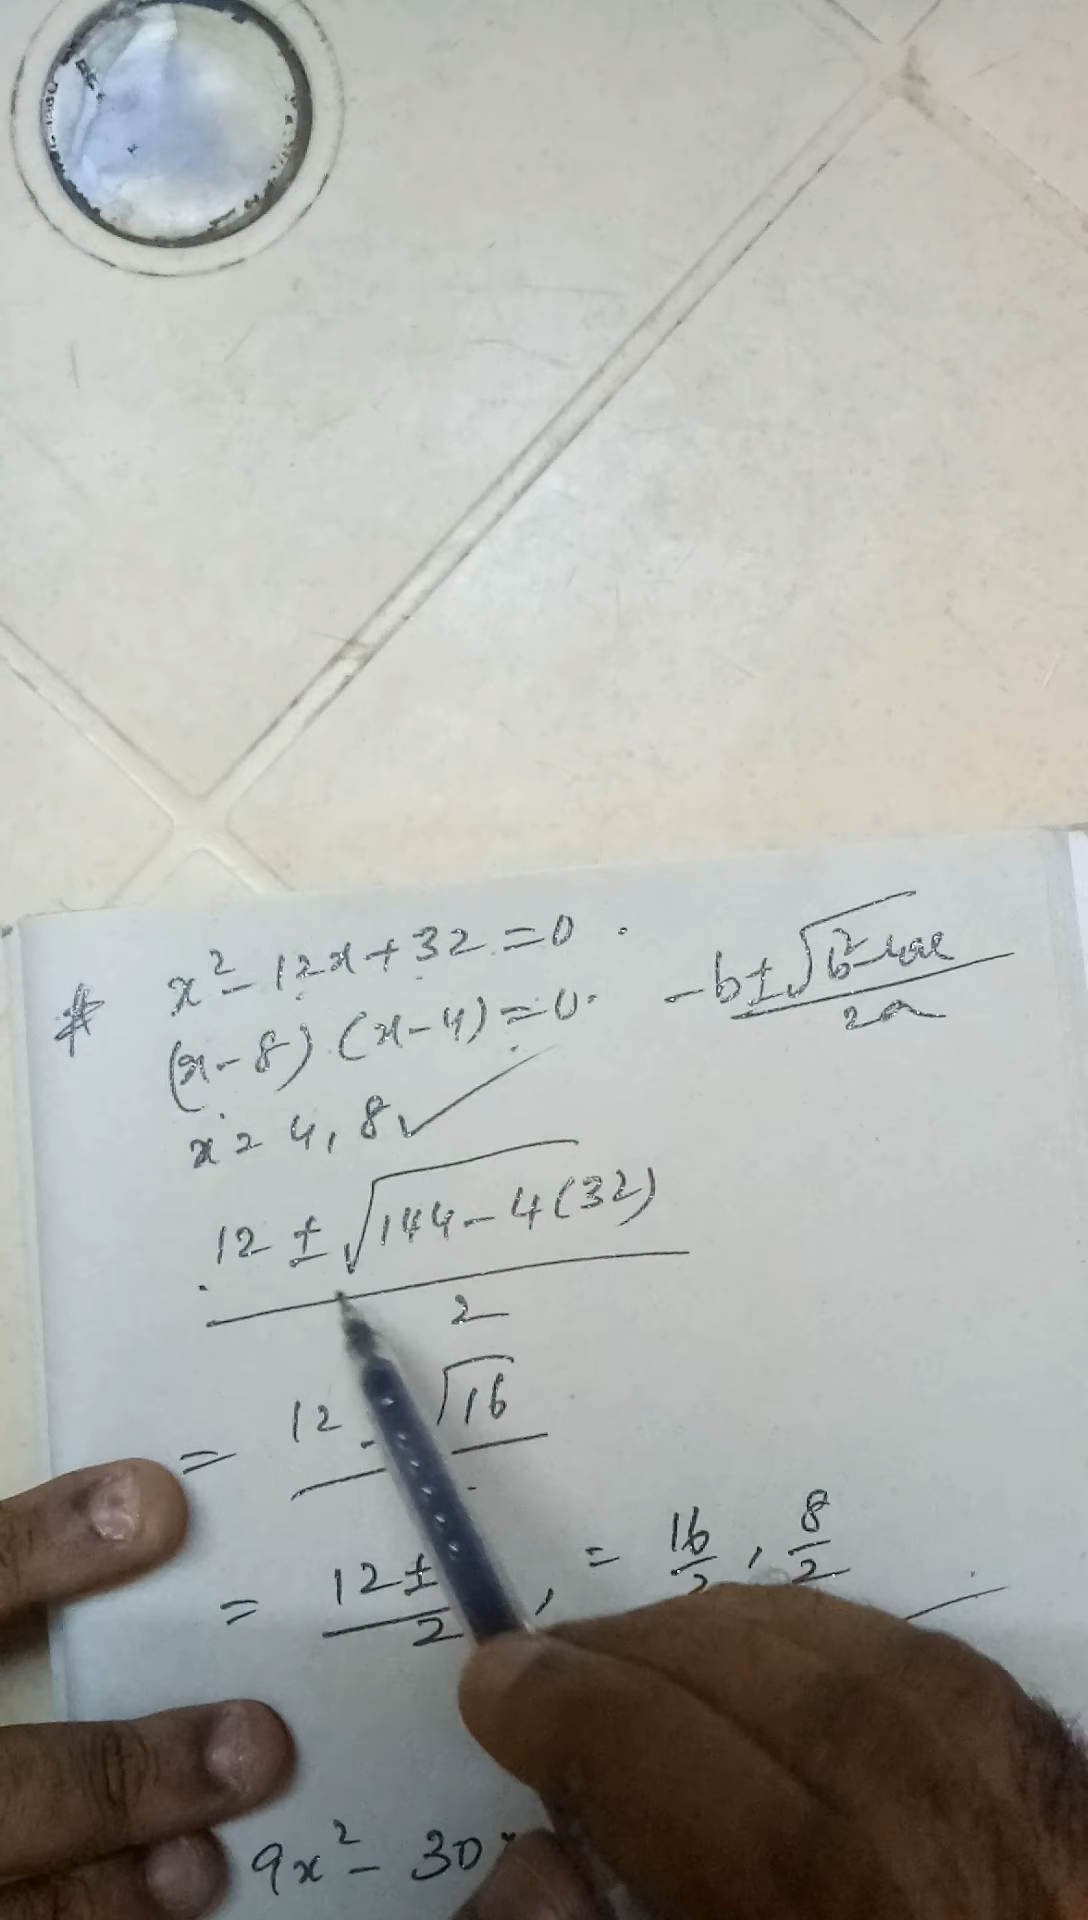 # x² - 12x + 32 = 0 .
(x - 8) (x - 4) = 0.
-b ± √b² - 4ac / 2a
x = 4, 8 ✓
12 ± √144 - 4(32) / 2
= 12 √16
= 12 ± / 2 , = 16/2 , 8/2
9x² - 30